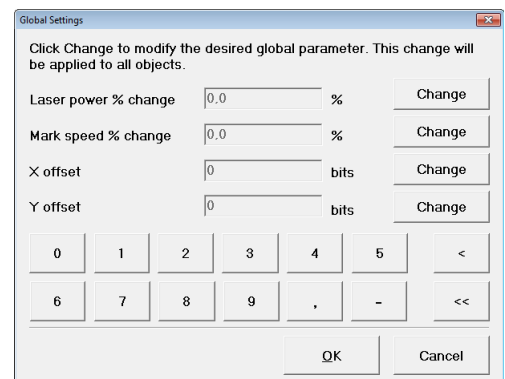 Global Settings
Click Change to modify the desired global parameter. This change will
be applied to all objects.
Laser power % change 0,0 % Change
Mark speed % change 0,0 % Change
X offset 0 bits Change
Y offset 0 bits Change
0 1 2 3 4 5 <
6 7 8 9 , - <<
OK Cancel